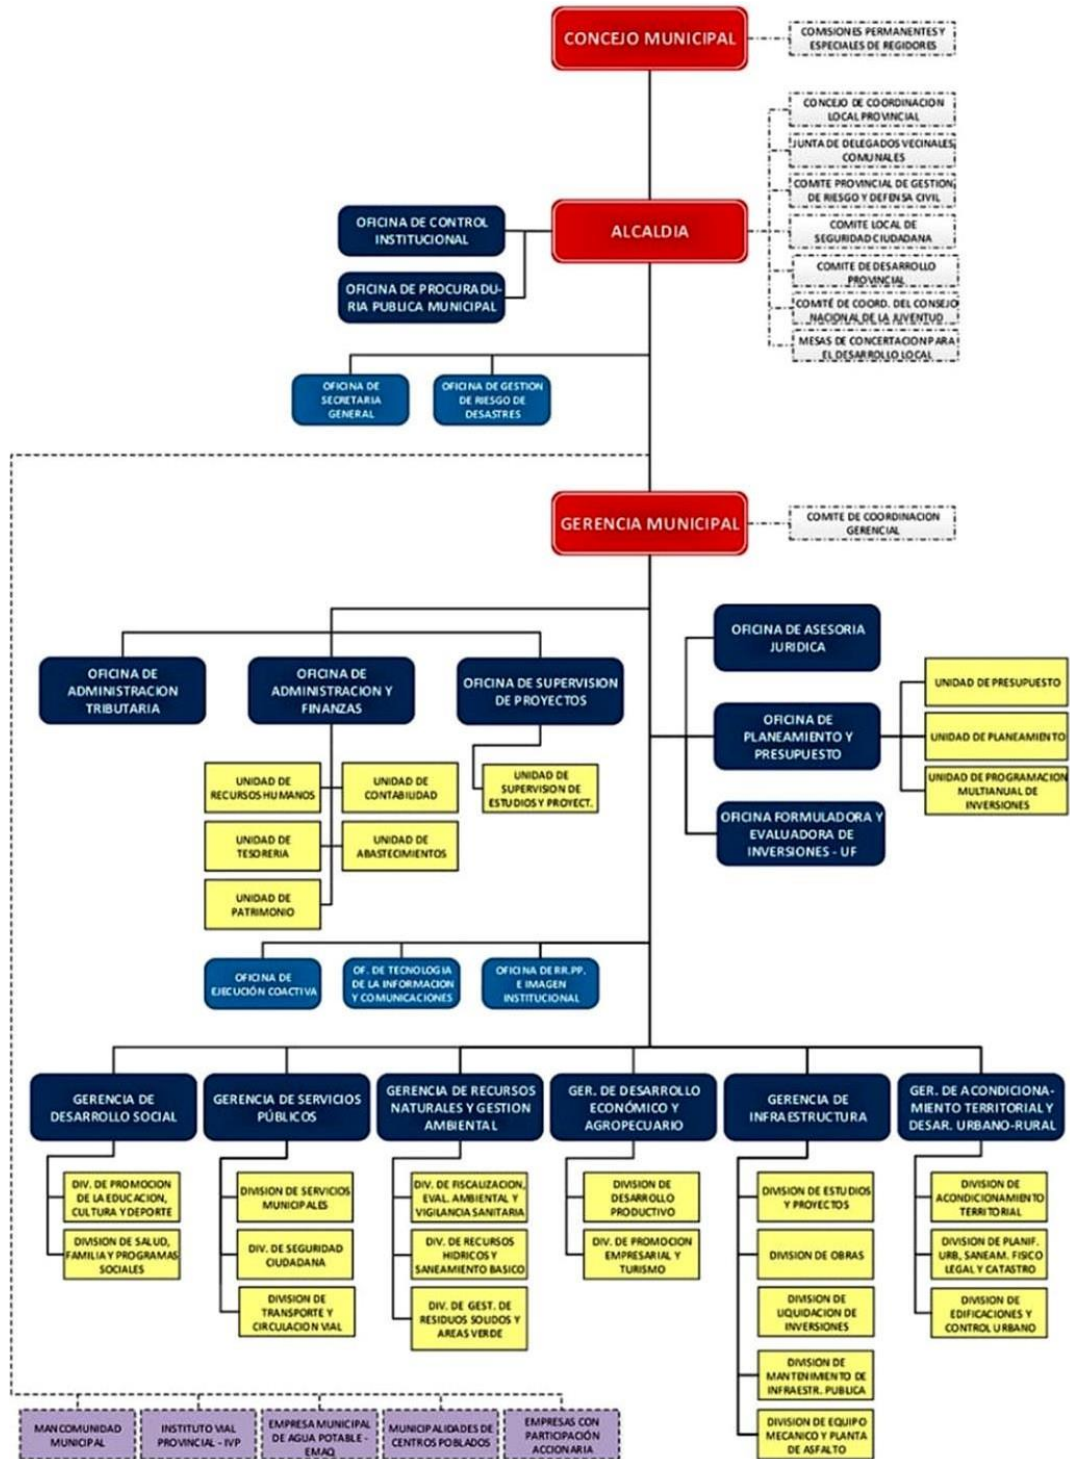 CONCEJO MUNICIPAL
COMISIONES PERMANENTES Y
ESPECIALES DE REGIDORES
CONCEJO DE COORDINACION
LOCAL PROVINCIAL
JUNTA DE DELEGADOS VECINALES
COMUNALES
COMITE PROVINCIAL DE GESTION
DE RIESGO Y DEFENSA CIVIL
COMITE LOCAL DE
SEGURIDAD CIUDADANA
COMITE DE DESARROLLO
PROVINCIAL
COMITÉ DE COORD. DEL CONSEJO
NACIONAL DE LA JUVENTUD
MESAS DE CONCERTACION PARA
EL DESARROLLO LOCAL
ALCALDIA
OFICINA DE CONTROL
INSTITUCIONAL
OFICINA DE PROCURADU-
RIA PUBLICA MUNICIPAL
OFICINA DE
SECRETARIA
GENERAL
OFICINA DE GESTION
DE RIESGO DE
DESASTRES
GERENCIA MUNICIPAL
COMITE DE COORDINACION
GERENCIAL
OFICINA DE
ADMINISTRACION
TRIBUTARIA
OFICINA DE
ADMINISTRACION Y
FINANZAS
OFICINA DE SUPERVISION
DE PROYECTOS
OFICINA DE ASESORIA
JURIDICA
OFICINA DE
PLANEAMIENTO Y
PRESUPUESTO
OFICINA FORMULADORA Y
EVALUADORA DE
INVERSIONES - UF
UNIDAD DE PRESUPUESTO
UNIDAD DE PLANEAMIENTO
UNIDAD DE PROGRAMACION
MULTIANUAL DE
INVERSIONES
UNIDAD DE
RECURSOS HUMANOS
UNIDAD DE
CONTABILIDAD
UNIDAD DE
SUPERVISION DE
ESTUDIOS Y PROYECT.
UNIDAD DE
TESORERIA
UNIDAD DE
ABASTECIMIENTOS
UNIDAD DE
PATRIMONIO
OFICINA DE
EJECUCIÓN COACTIVA
OF. DE TECNOLOGIA
DE LA INFORMACION
Y COMUNICACIONES
OFICINA DE RR.PP.
E IMAGEN
INSTITUCIONAL
GERENCIA DE
DESARROLLO SOCIAL
GERENCIA DE SERVICIOS
PÚBLICOS
GERENCIA DE RECURSOS
NATURALES Y GESTION
AMBIENTAL
GER. DE DESARROLLO
ECONÓMICO Y
AGROPECUARIO
GERENCIA DE
INFRAESTRUCTURA
GER. DE ACONDICIONA-
MIENTO TERRITORIAL Y
DESAR. URBANO-RURAL
DIV. DE PROMOCION
DE LA EDUCACION,
CULTURA Y DEPORTE
DIVISION DE SALUD,
FAMILIA Y PROGRAMAS
SOCIALES
DIVISION DE SERVICIOS
MUNICIPALES
DIV. DE SEGURIDAD
CIUDADANA
DIVISION DE
TRANSPORTE Y
CIRCULACION VIAL
DIV. DE FISCALIZACION,
EVAL. AMBIENTAL Y
VIGILANCIA SANITARIA
DIV. DE RECURSOS
HIDRICOS Y
SANEAMIENTO BASICO
DIV. DE GEST. DE
RESIDUOS SOLIDOS Y
AREAS VERDE
DIVISION DE
DESARROLLO
PRODUCTIVO
DIV. DE PROMOCION
EMPRESARIAL Y
TURISMO
DIVISION DE ESTUDIOS
Y PROYECTOS
DIVISION DE OBRAS
DIVISION DE
LIQUIDACION DE
INVERSIONES
DIVISION DE
MANTENIMIENTO DE
INFRAESTR. PUBLICA
DIVISION DE EQUIPO
MECANICO Y PLANTA
DE ASFALTO
DIVISION DE
ACONDICIONAMIENTO
TERRITORIAL
DIVISION DE PLANIF.
URB, SANEAM. FISICO
LEGAL Y CATASTRO
DIVISION DE
EDIFICACIONES Y
CONTROL URBANO
MANCOMUNIDAD
MUNICIPAL
INSTITUTO VIAL
PROVINCIAL - IVP
EMPRESA MUNICIPAL
DE AGUA POTABLE -
EMAQ
MUNICIPALIDADES DE
CENTROS POBLADOS
EMPRESAS CON
PARTICIPACIÓN
ACCIONARIA